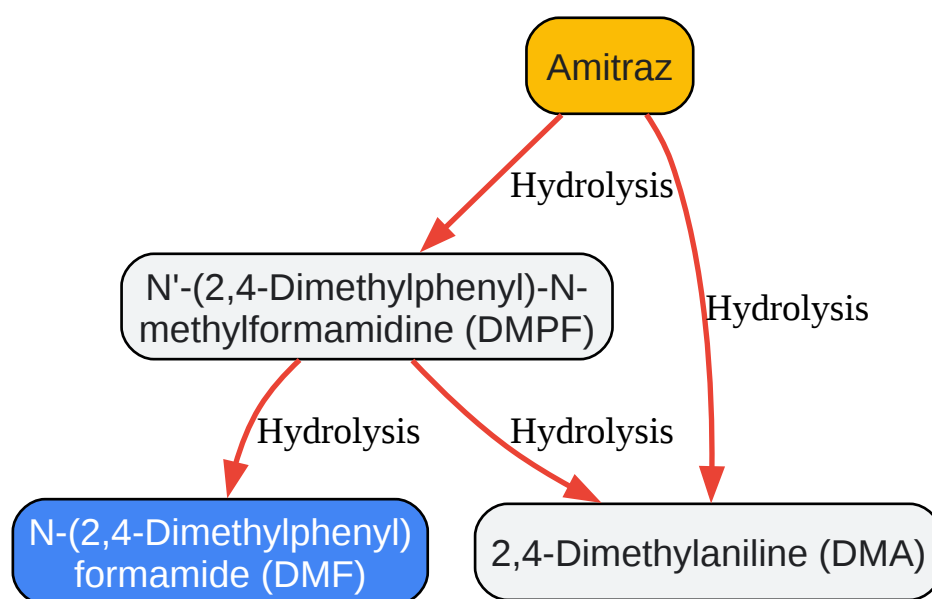 Amitraz
Hydrolysis
N'-(2,4-Dimethylphenyl)-N-
methylformamidine (DMPF)
Hydrolysis
Hydrolysis
Hydrolysis
N-(2,4-Dimethylphenyl)
formamide (DMF)
2,4-Dimethylaniline (DMA)